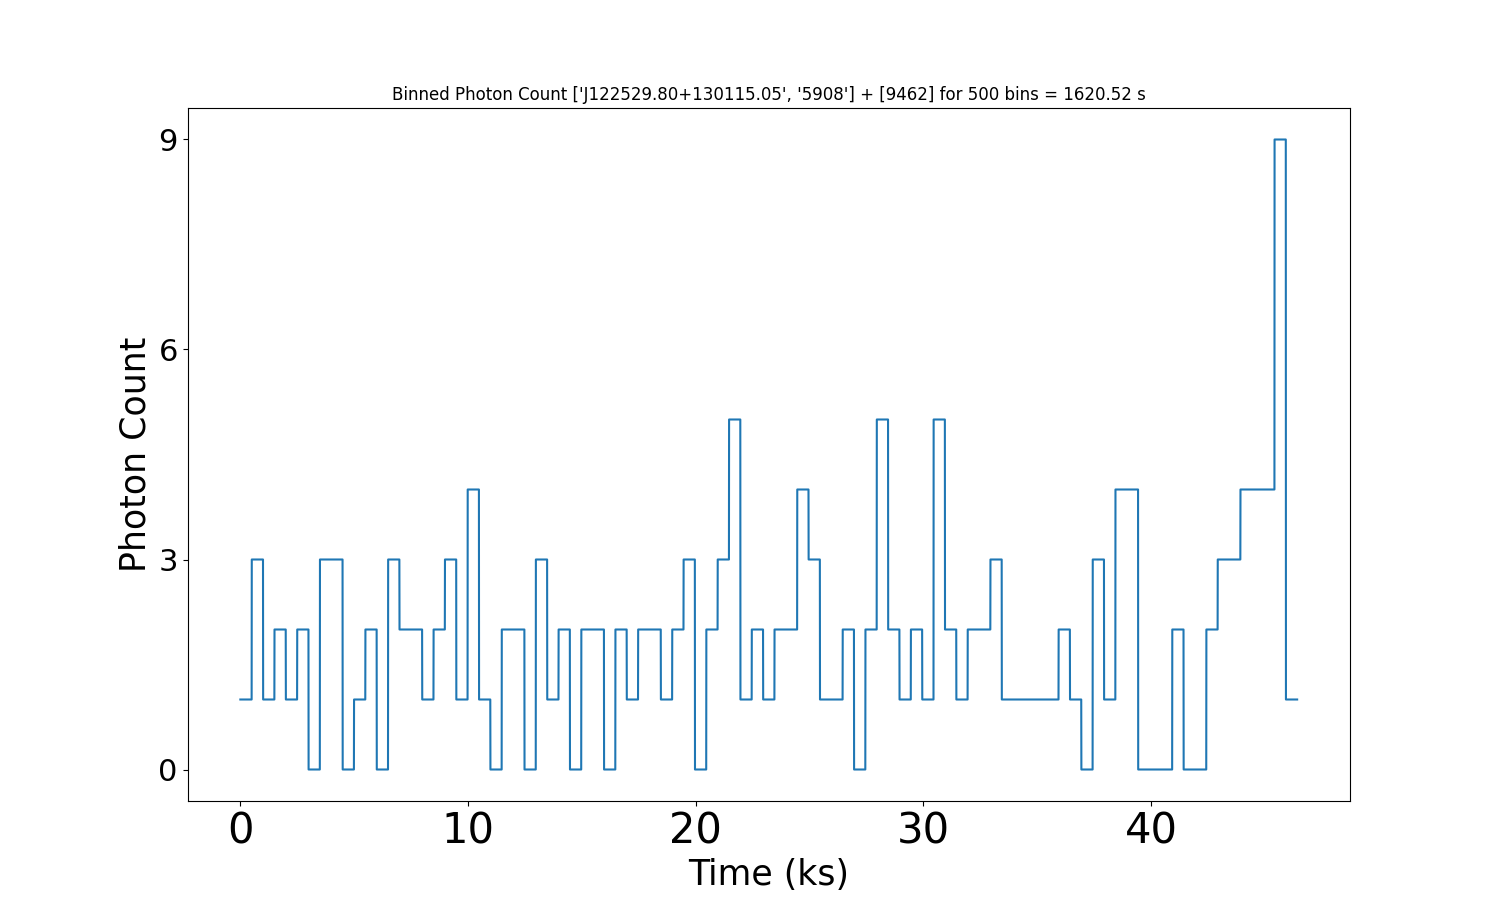 Binned Photon Count ['J122529.80+130115.05', '5908'] + [9462] for 500 bins = 1620.52 s
Photon Count
9
6
3
0
0 10 20 30 40
Time (ks)